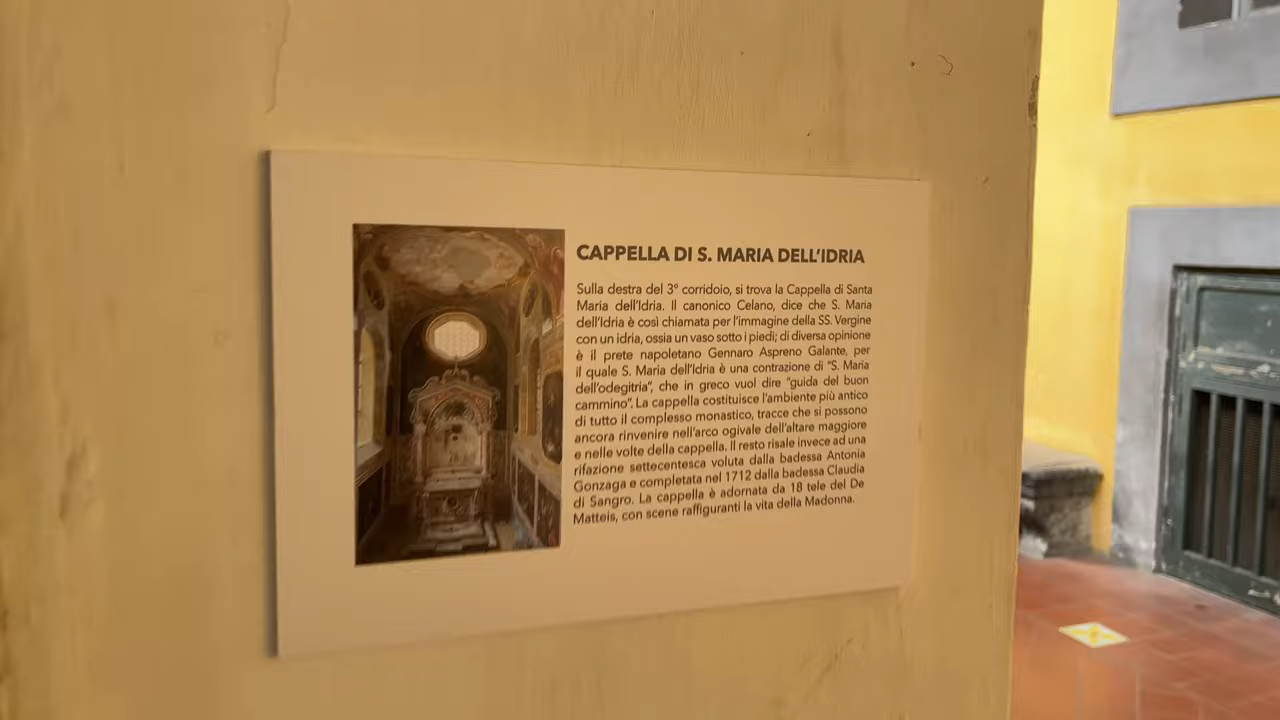 CAPPELLA DI S. MARIA DELL'IDRIA
Sulla destra del 3° corridoio, si trova la Cappella di Santa
Maria dell'Idria. Il canonico Celano, dice che S. Maria
dell'Idria è così chiamata per l'immagine della SS. Vergine
con un idria, ossia un vaso sotto i piedi; di diversa opinione
è il prete napoletano Gennaro Aspreno Galante, per
il quale S. Maria dell'Idria è una contrazione di "S. Maria
dell'odegitria", che in greco vuol dire "guida del buon
cammino". La cappella costituisce l'ambiente più antico
di tutto il complesso monastico, tracce che si possono
ancora rinvenire nell'arco ogivale dell'altare maggiore
e nelle volte della cappella. Il resto risale invece ad una
rifazione settecentesca voluta dalla badessa Antonia
Gonzaga e completata nel 1712 dalla badessa Claudia
di Sangro. La cappella è adornata da 18 tele del De
Matteis, con scene raffiguranti la vita della Madonna.